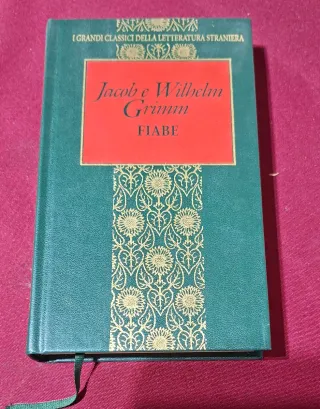 I GRANDI CLASSICI DELLA LETTERATURA STRANIERA
Jacob e Wilhelm
Grimm
FIABE